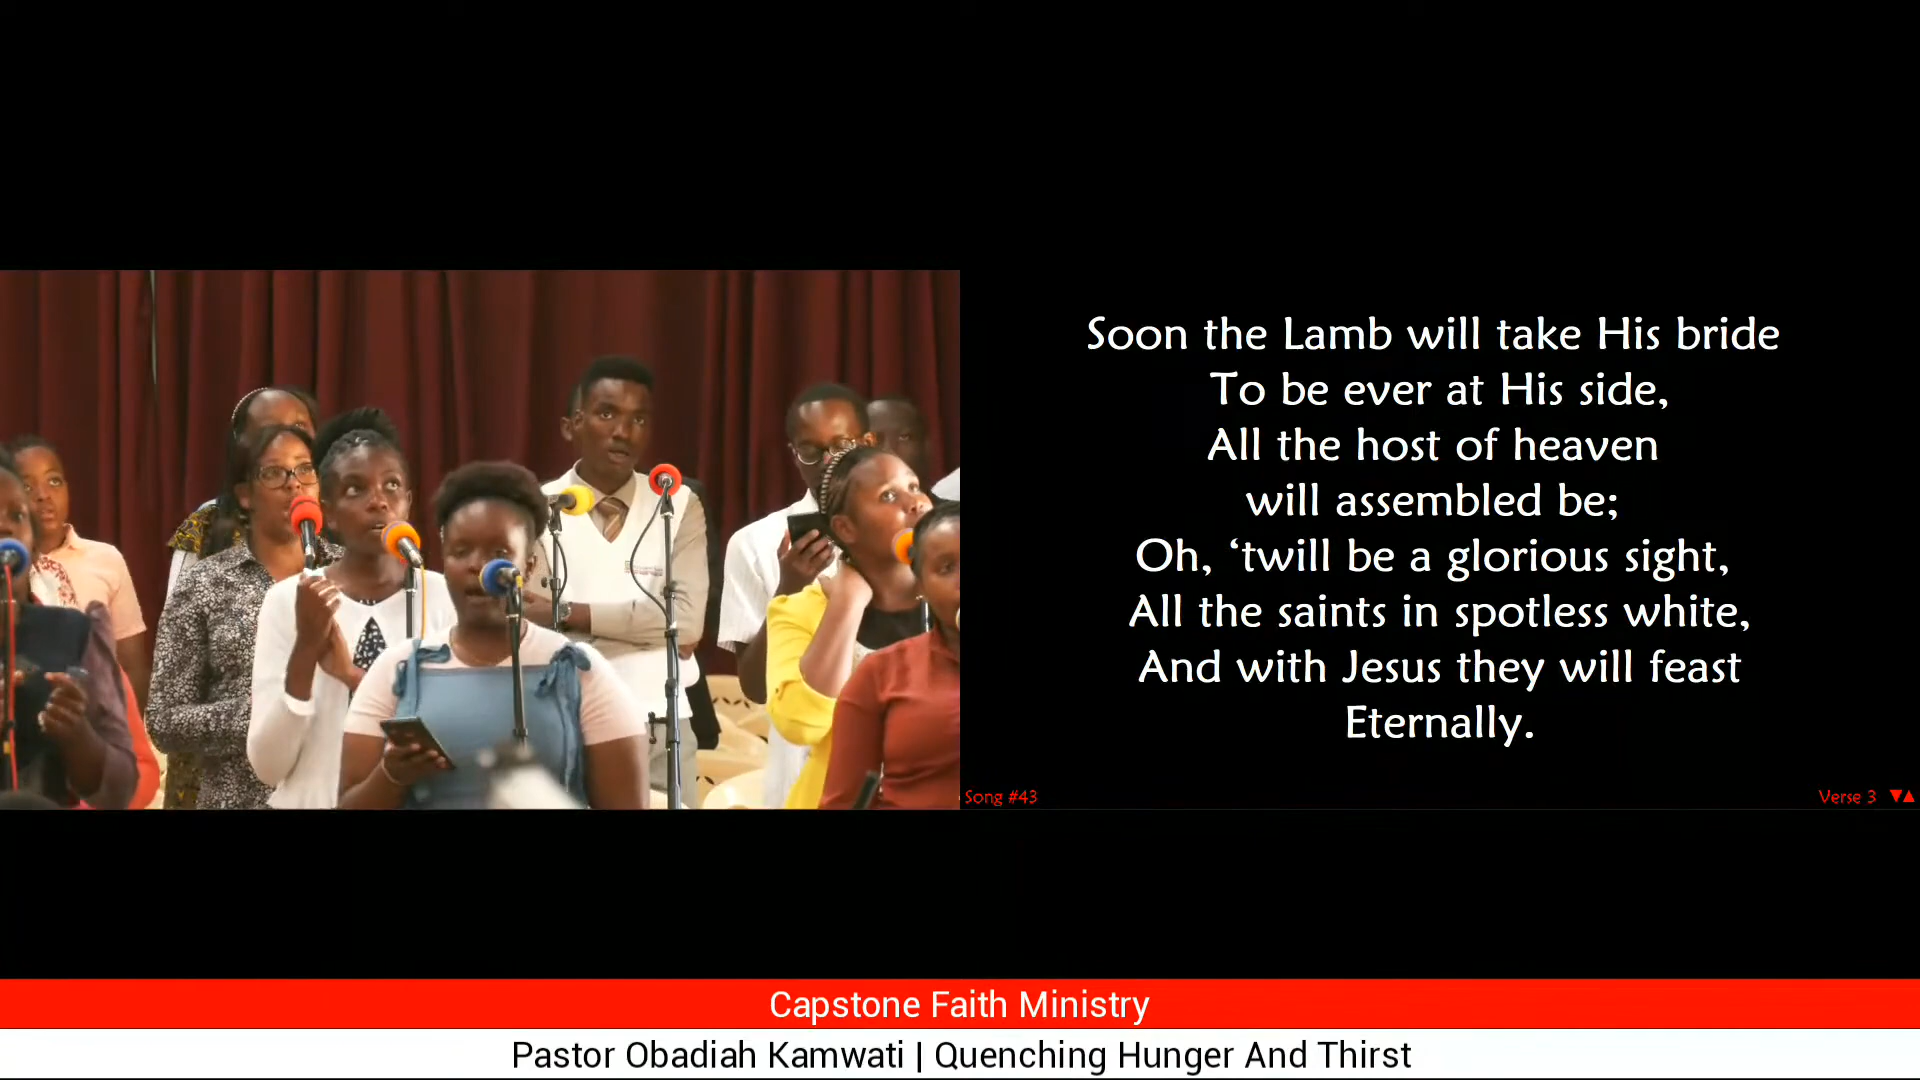 Soon the Lamb will take His bride
To be ever at His side,
All the host of heaven
will assembled be;
Oh, ‘twill be a glorious sight,
All the saints in spotless white,
And with Jesus they will feast
Eternally.
Song #43
Verse 3
Capstone Faith Ministry
Pastor Obadiah Kamwati | Quenching Hunger And Thirst